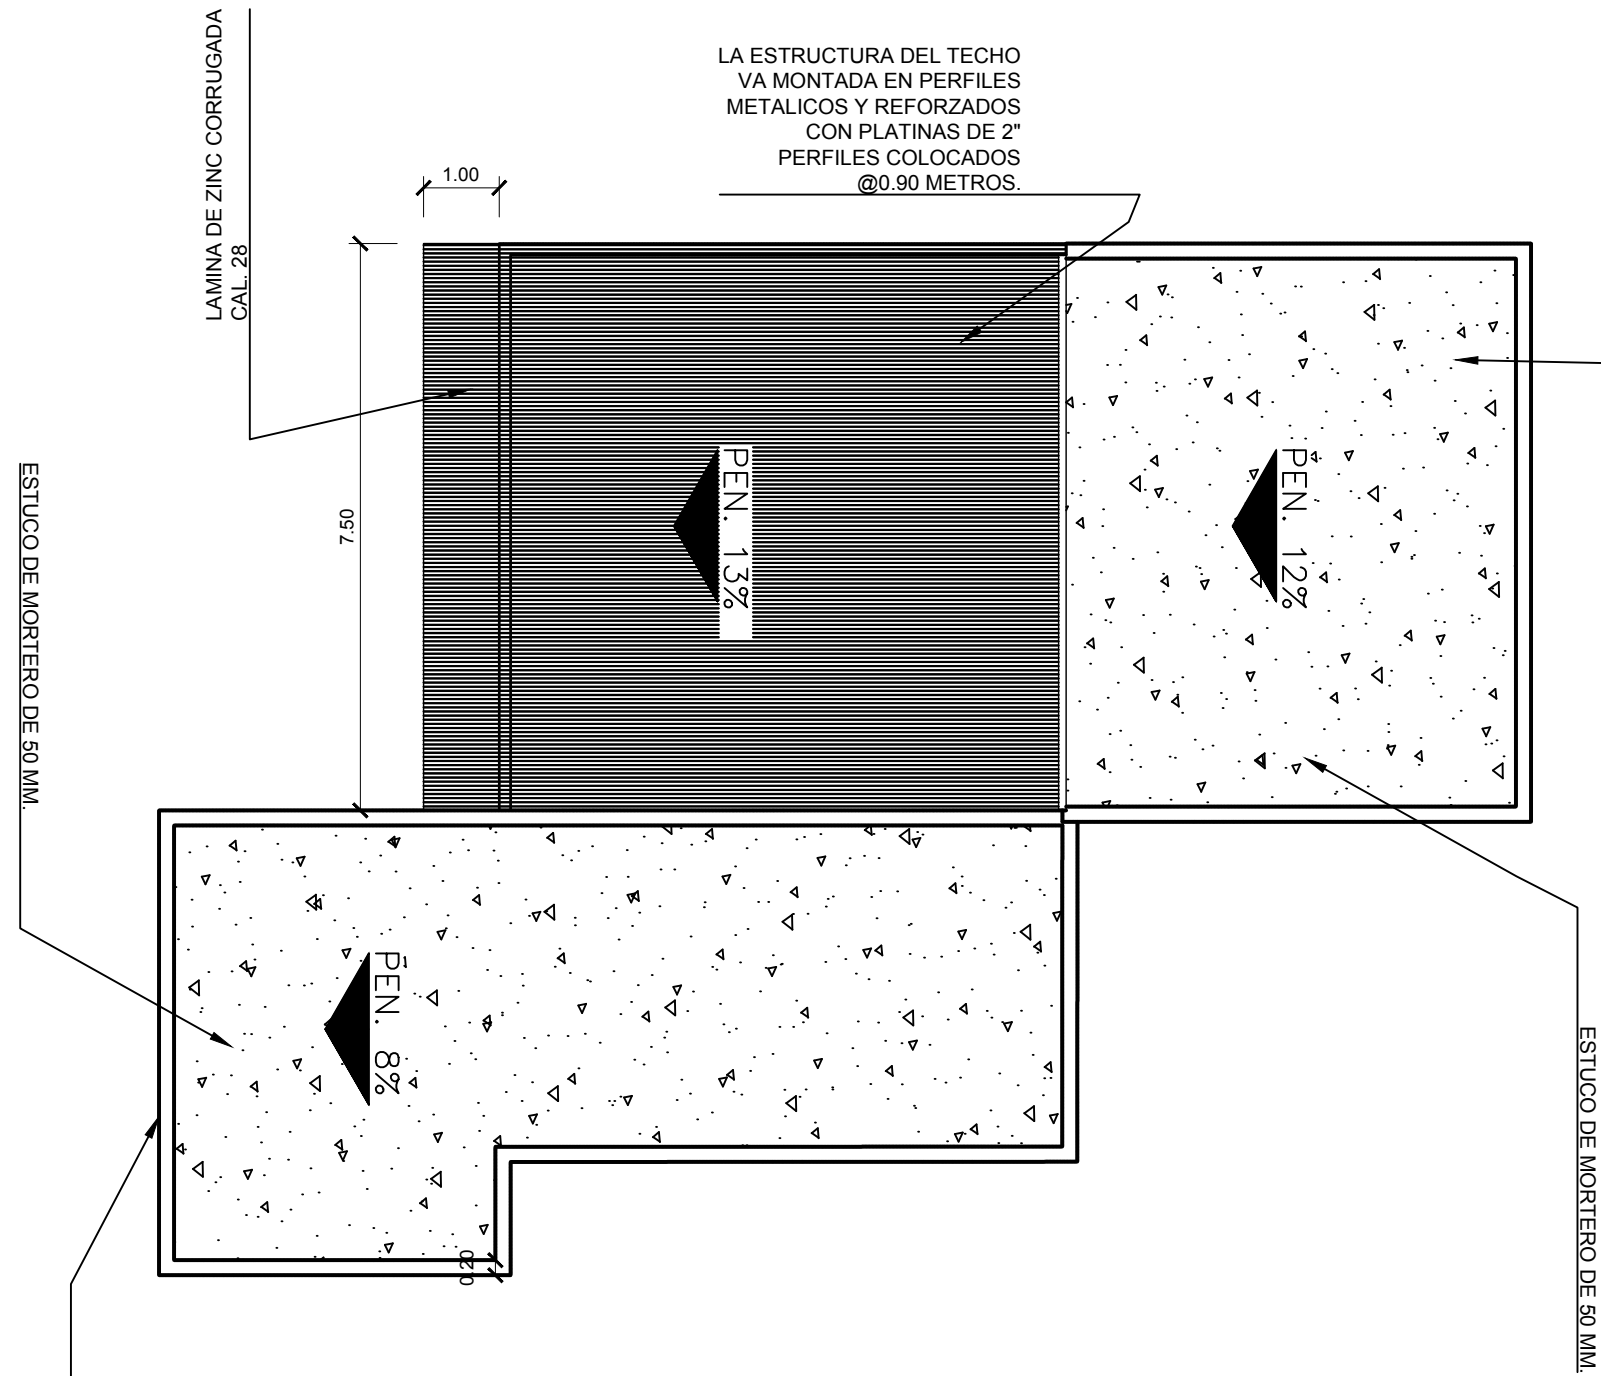 LAMINA DE ZINC CORRUGADA
CAL. 28
LA ESTRUCTURA DEL TECHO
VA MONTADA EN PERFILES
METALICOS Y REFORZADOS
CON PLATINAS DE 2"
PERFILES COLOCADOS
@0.90 METROS.
1.00
7.50
PEN. 13%
PEN. 12%
ESTUCO DE MORTERO DE 50 MM.
PEN. 8%
0.20
ESTUCO DE MORTERO DE 50 MM.